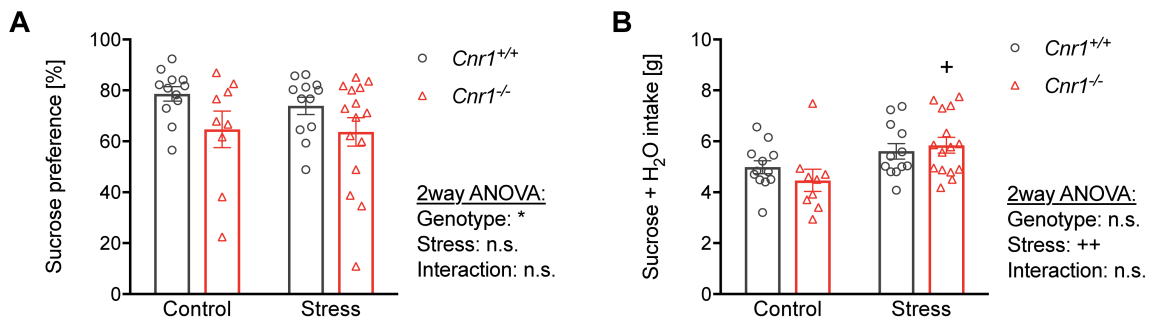 A
Sucrose preference [%]
100
80
60
40
20
0
Control
Stress
Cnr1+/+
Cnr1-/-
2way ANOVA:
Genotype: *
Stress: n.s.
Interaction: n.s.
B
Sucrose + H2O intake [g]
10
8
6
4
2
0
+
Control
Stress
Cnr1+/+
Cnr1-/-
2way ANOVA:
Genotype: n.s.
Stress: ++
Interaction: n.s.